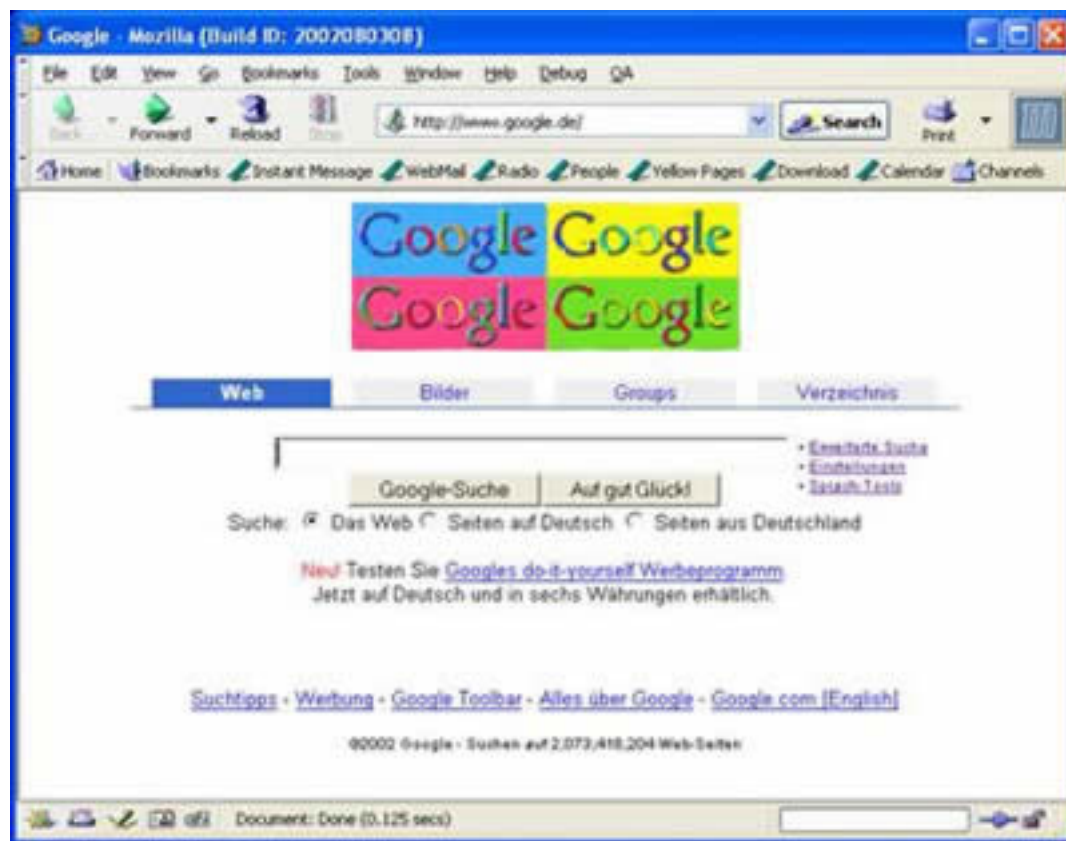 Google - Mozilla {Build ID: 2002080308}
File Edit View Go Bookmarks Tools Window Help Debug QA
Back Forward Reload Stop http://www.google.de/ Search Print
Home Bookmarks Instant Message WebMail Radio People Yellow Pages Download Calendar Channels
Google Google
Google Google
Web Bilder Groups Verzeichnis
• Erweiterte Suche
• Einstellungen
• Sprach-Tools
Google-Suche Auf gut Glück!
Suche: Das Web Seiten auf Deutsch Seiten aus Deutschland
Neu! Testen Sie Googles do-it-yourself Werbeprogramm.
Jetzt auf Deutsch und in sechs Währungen erhältlich.
Suchtipps - Werbung - Google Toolbar - Alles über Google - Google.com [English]
©2002 Google - Suchen auf 2,073,418,204 Web-Seiten
Document: Done (0.125 secs)